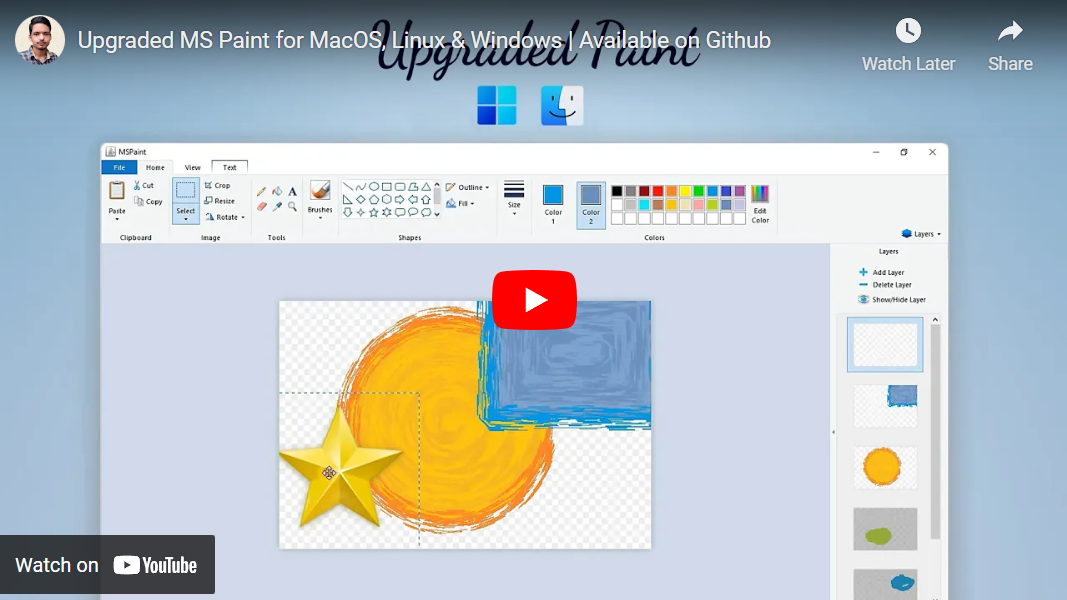 Upgraded Paint
Upgraded MS Paint for MacOS, Linux & Windows | Available on Github
Watch Later
Share
MSPaint
File
Home
View
Text
Paste
Cut
Copy
Clipboard
Select
Crop
Resize
Rotate
Image
A
Tools
Brushes
Outline
Fill
Shapes
Size
Color
1
Color
2
Edit
Color
Colors
Layers
Layers
Add Layer
Delete Layer
Show/Hide Layer
Watch on YouTube